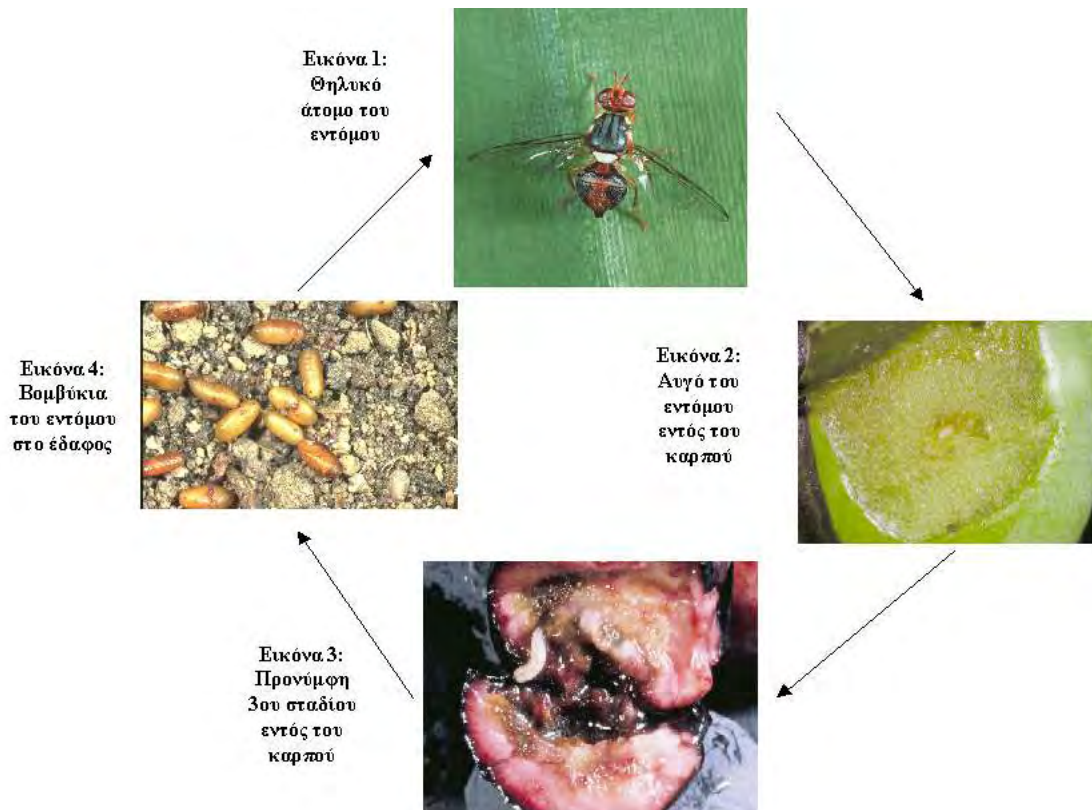 Εικόνα 1:
Θηλυκό
άτομο του
εντόμου
Εικόνα 2:
Αυγό του
εντόμου
εντός του
καρπού
Εικόνα 3:
Προνύμφη
3ου σταδίου
εντός του
καρπού
Εικόνα 4:
Βομβύκια
του εντόμου
στο έδαφος